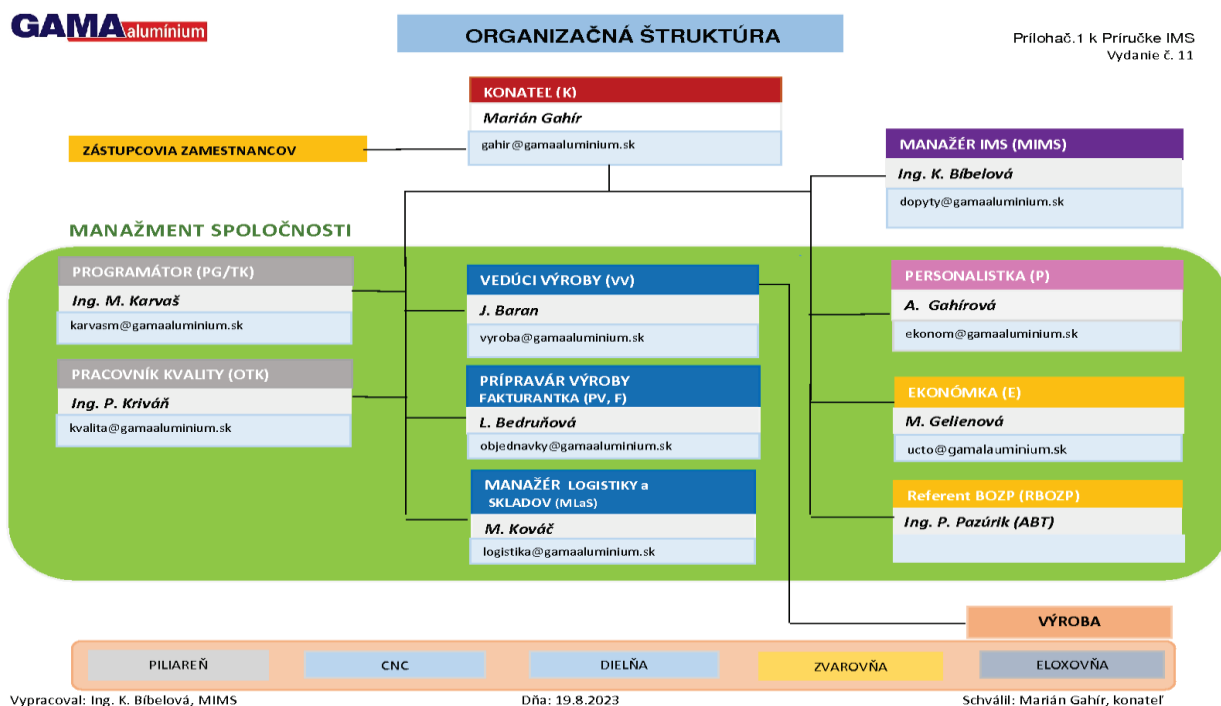 GAMA alumínium
ORGANIZAČNÁ ŠTRUKTÚRA
Prílohač.1 k Príručke IMS
Vydanie č. 11
KONATEĽ (K)
Marián Gahír
gahir@gamaaluminium.sk
ZÁSTUPCOVIA ZAMESTNANCOV
MANAŽÉR IMS (MIMS)
Ing. K. Bíbelová
dopyty@gamaaluminium.sk
MANAŽMENT SPOLOČNOSTI
PROGRAMÁTOR (PG/TK)
Ing. M. Karvaš
karvasm@gamaaluminium.sk
PRACOVNÍK KVALITY (OTK)
Ing. P. Kriváň
kvalita@gamaaluminium.sk
VEDÚCI VÝROBY (VV)
J. Baran
vyroba@gamaaluminium.sk
PRÍPRAVÁR VÝROBY
FAKTURANTKA (PV, F)
L. Bedruňová
objednavky@gamaaluminium.sk
MANAŽÉR LOGISTIKY a
SKLADOV (MLaS)
M. Kováč
logistika@gamaaluminium.sk
PERSONALISTKA (P)
A. Gahírová
ekonom@gamaaluminium.sk
EKONÓMKA (E)
M. Gelienová
ucto@gamalauminium.sk
Referent BOZP (RBOZP)
Ing. P. Pazúrik (ABT)
VÝROBA
PILIAREŇ
CNC
DIELŇA
ZVAROVŇA
ELOXOVŇA
Vypracoval: Ing. K. Bíbelová, MIMS
Dňa: 19.8.2023
Schválil: Marián Gahír, konateľ